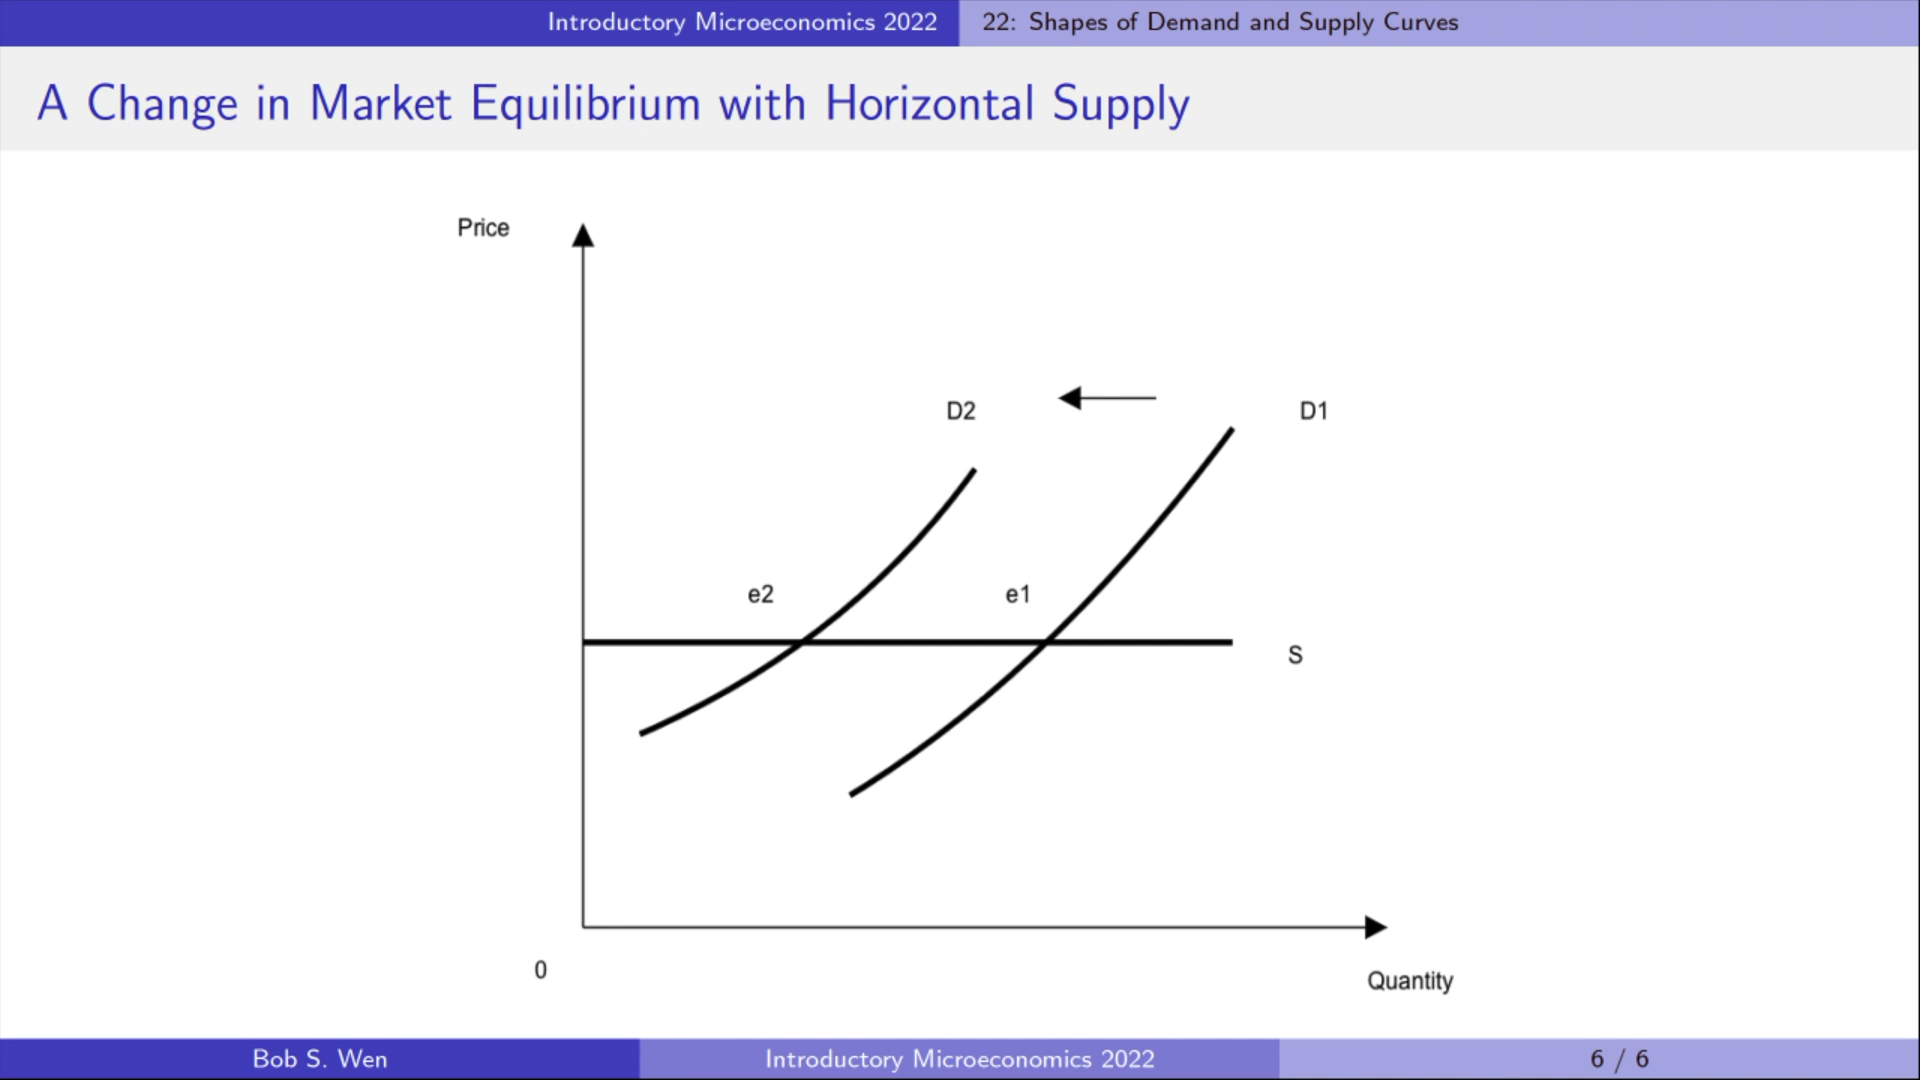 Introductory Microeconomics 2022
22: Shapes of Demand and Supply Curves
A Change in Market Equilibrium with Horizontal Supply
Price
D2
D1
e2
e1
S
0
Quantity
Bob S. Wen
Introductory Microeconomics 2022
6 / 6